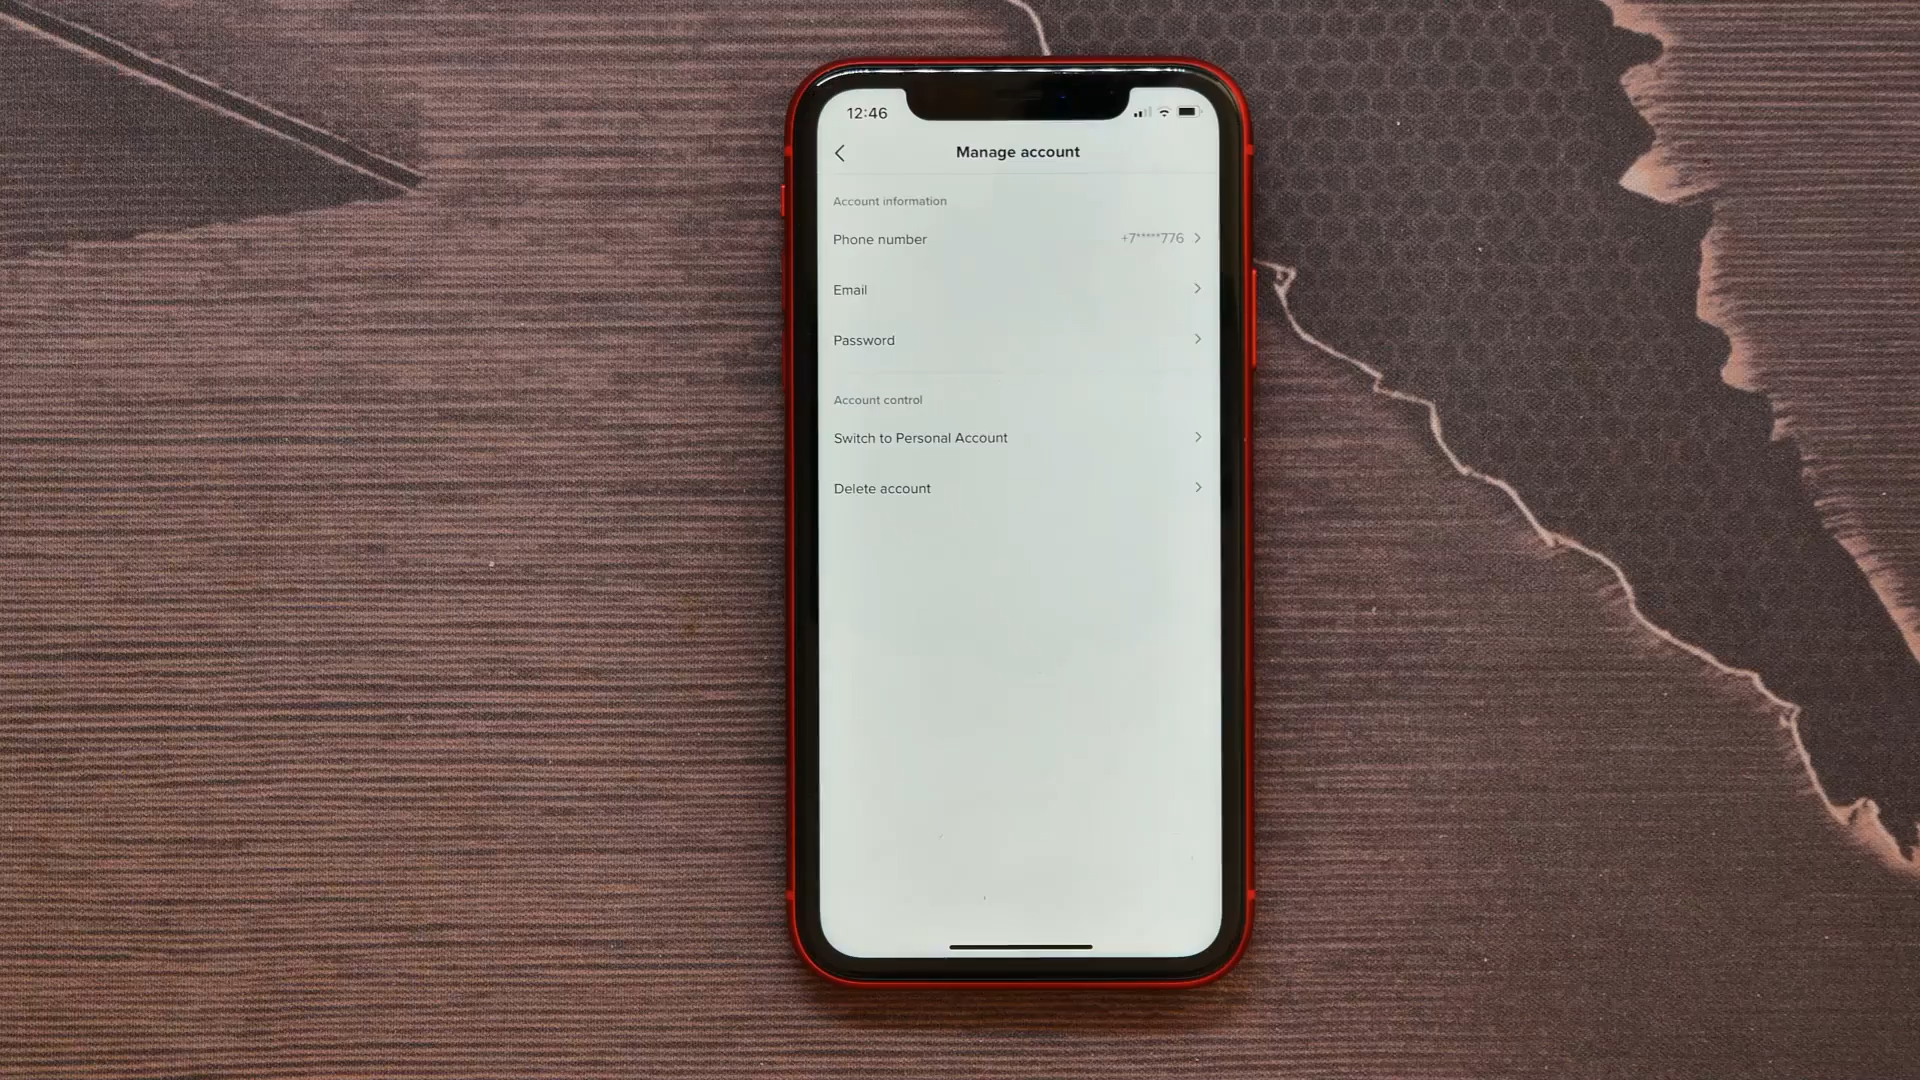 12:46
Manage account
Account information
Phone number +7*****776
Email
Password
Account control
Switch to Personal Account
Delete account